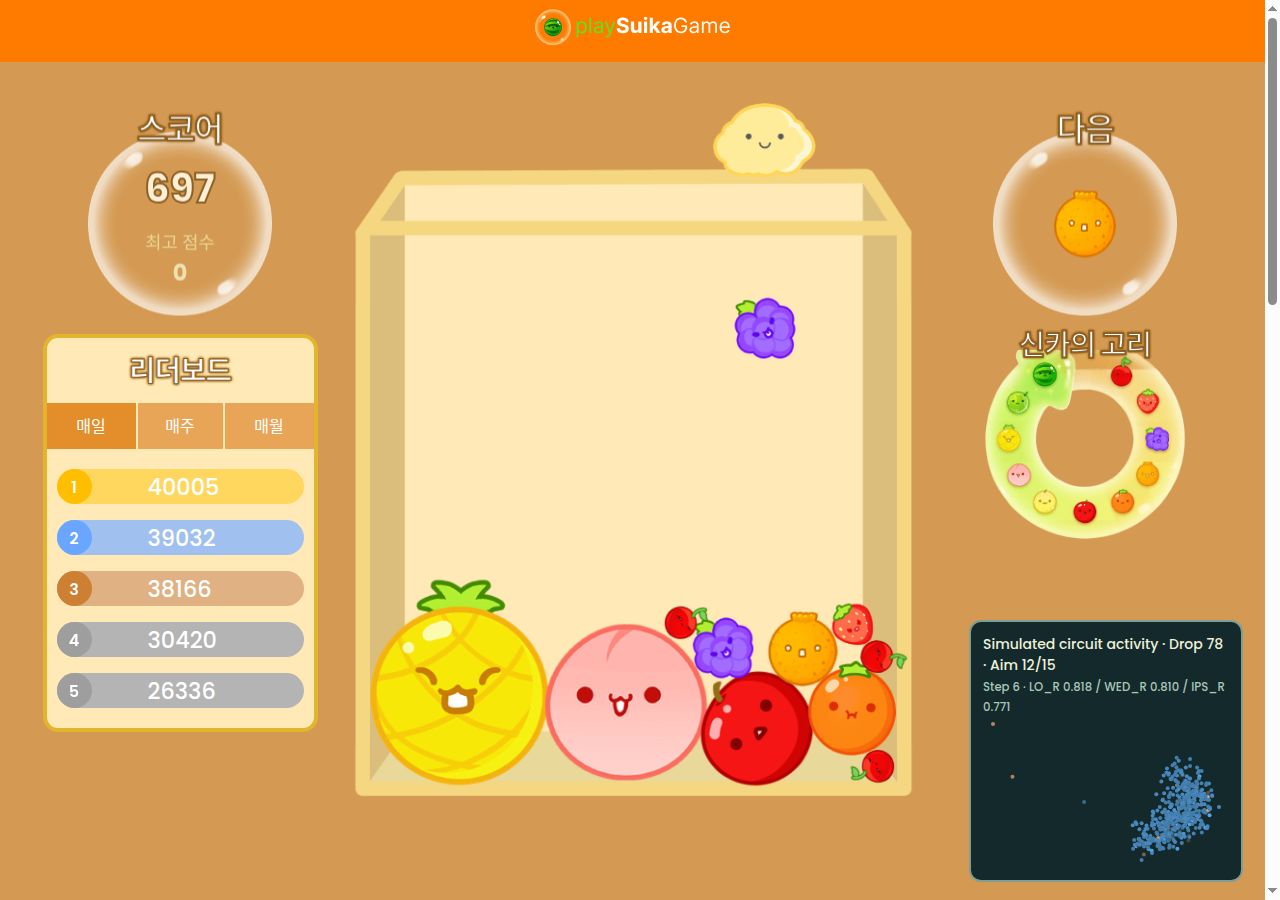 playSuikaGame
스코어
697
최고 점수
0
다음
신카의 고리
리더보드
매일
매주
매월
1
40005
2
39032
3
38166
4
30420
5
26336
Simulated circuit activity · Drop 78
· Aim 12/15
Step 6 · LO_R 0.818 / WED_R 0.810 / IPS_R
0.771